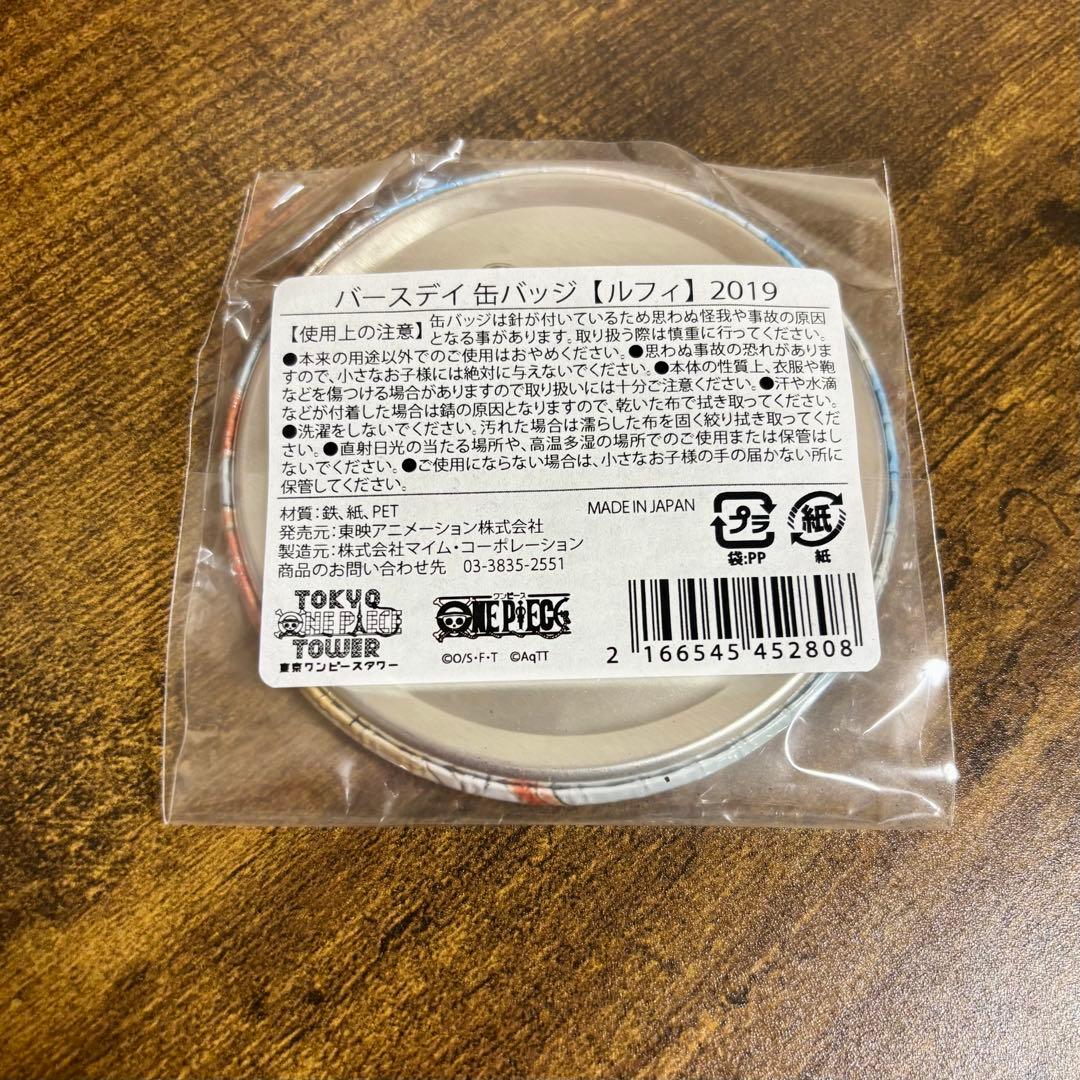 バースデイ 缶バッジ【ルフィ】2019
【使用上の注意】缶バッジは針が付いているため思わぬ怪我や事故の原因
となる事があります。取り扱う際は慎重に行ってください。
●本来の用途以外でのご使用はおやめください。●思わぬ事故の恐れがありま
すので、小さなお子様には絶対に与えないでください。●本体の性質上、衣服や鞄
などを傷つける場合がありますので取り扱いには十分ご注意ください。●汗や水滴
などが付着した場合は錆の原因となりますので、乾いた布で拭き取ってください。
●洗濯をしないでください。汚れた場合は濡らした布を固く絞り拭き取ってくだ
さい。●直射日光の当たる場所や、高温多湿の場所でのご使用または保管はし
ないでください。●ご使用にならない場合は、小さなお子様の手の届かない所に
保管してください。
材質：鉄、紙、PET
MADE IN JAPAN
発売元：東映アニメーション株式会社
製造元：株式会社マイム・コーポレーション
商品のお問い合わせ先 03-3835-2551
プラ
袋:PP
紙
紙
TOKYO
ONE PIECE
TOWER
東京ワンピースタワー
ワンピース
ONE PIECE
©O/S・F・T ©AqTT
2 166545 452808